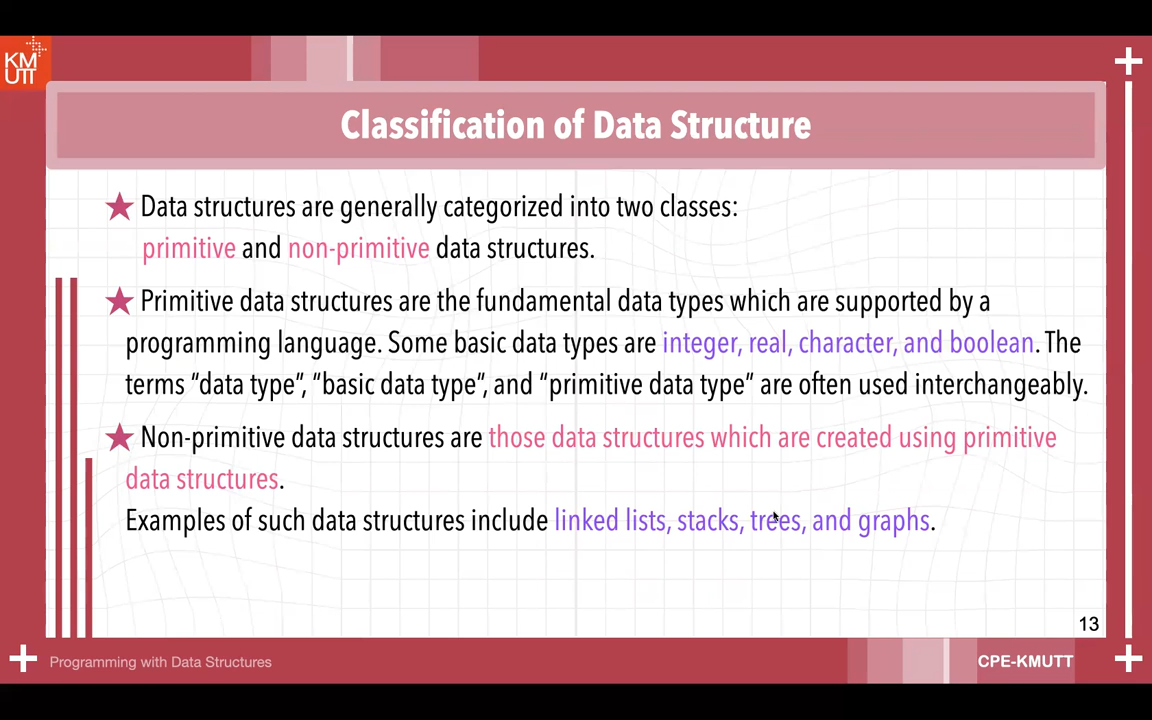 KM
UTT
Classification of Data Structure
★ Data structures are generally categorized into two classes:
primitive and non-primitive data structures.
★ Primitive data structures are the fundamental data types which are supported by a
programming language. Some basic data types are integer, real, character, and boolean. The
terms “data type”, “basic data type”, and “primitive data type” are often used interchangeably.
★ Non-primitive data structures are those data structures which are created using primitive
data structures.
Examples of such data structures include linked lists, stacks, trees, and graphs.
13
Programming with Data Structures
CPE-KMUTT